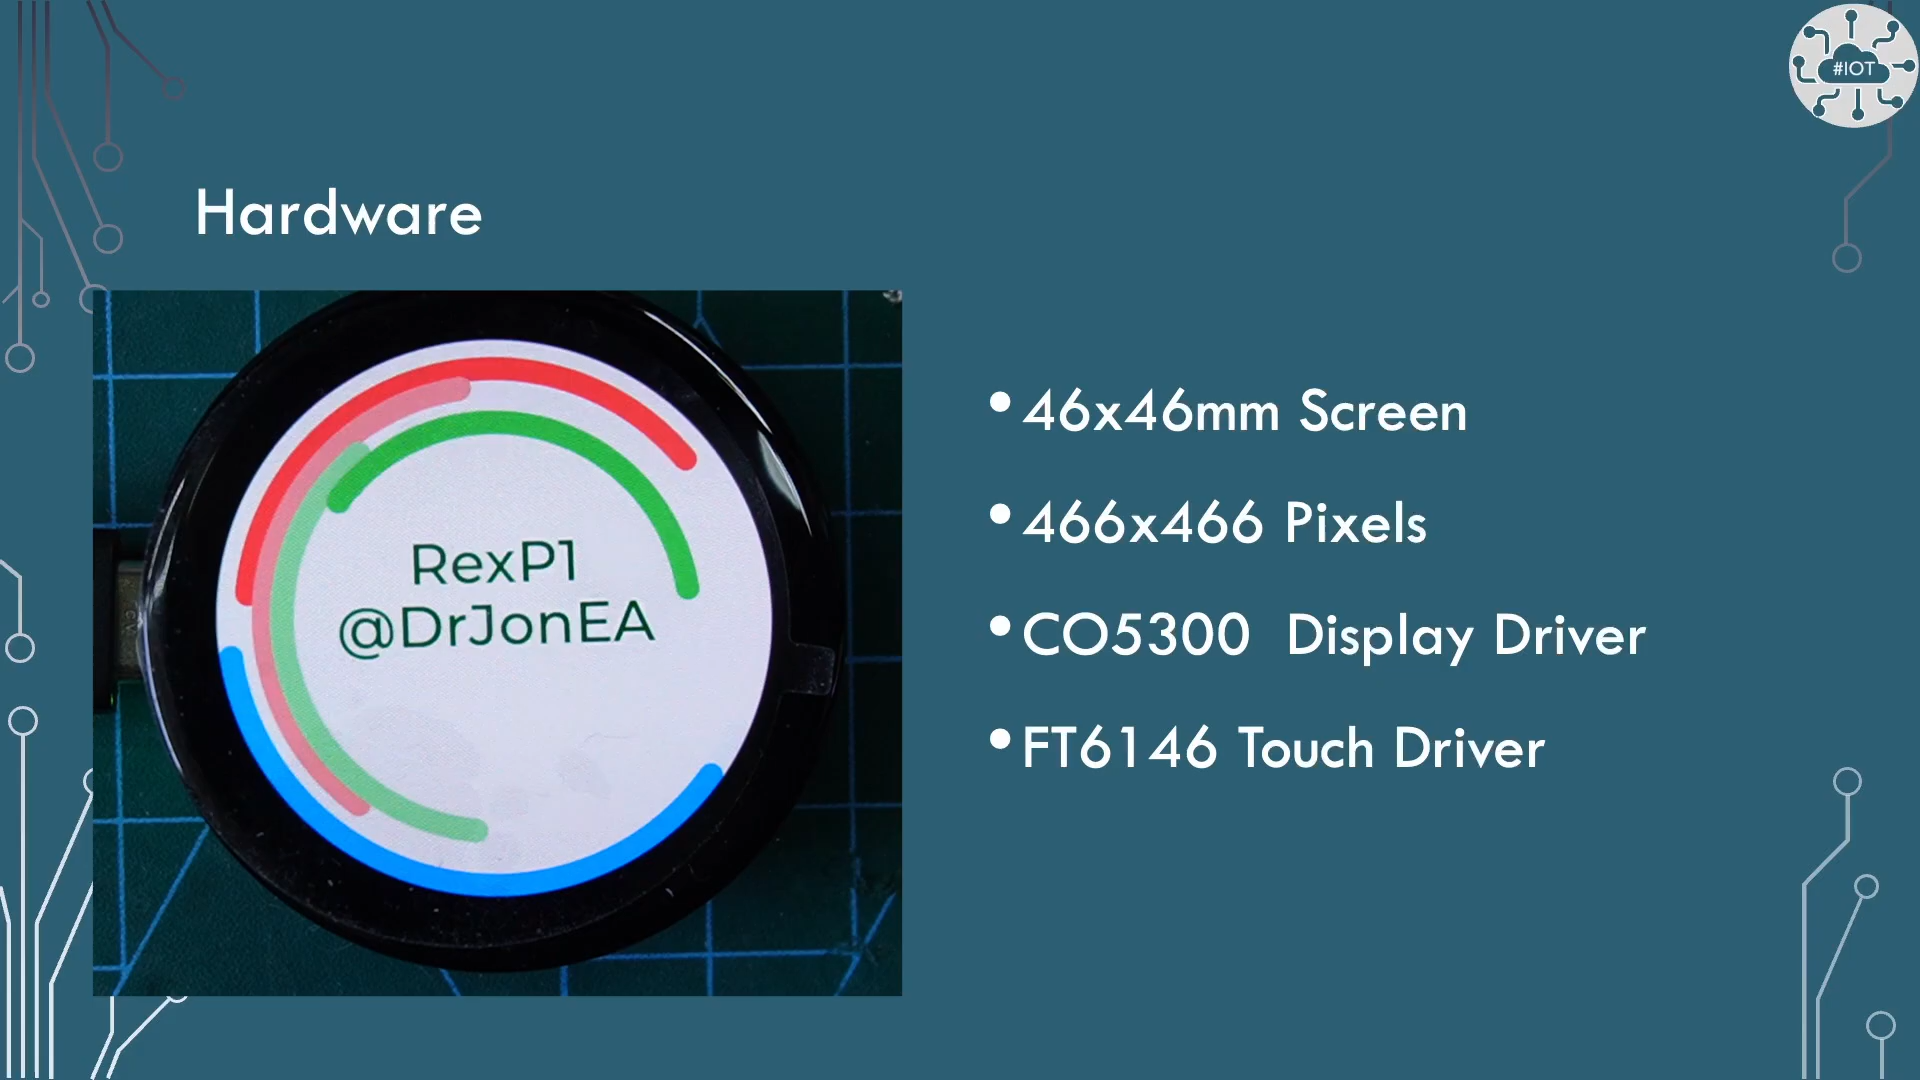 #IOT
Hardware
RexP1
@DrJonEA
• 46x46mm Screen
• 466x466 Pixels
• CO5300 Display Driver
• FT6146 Touch Driver